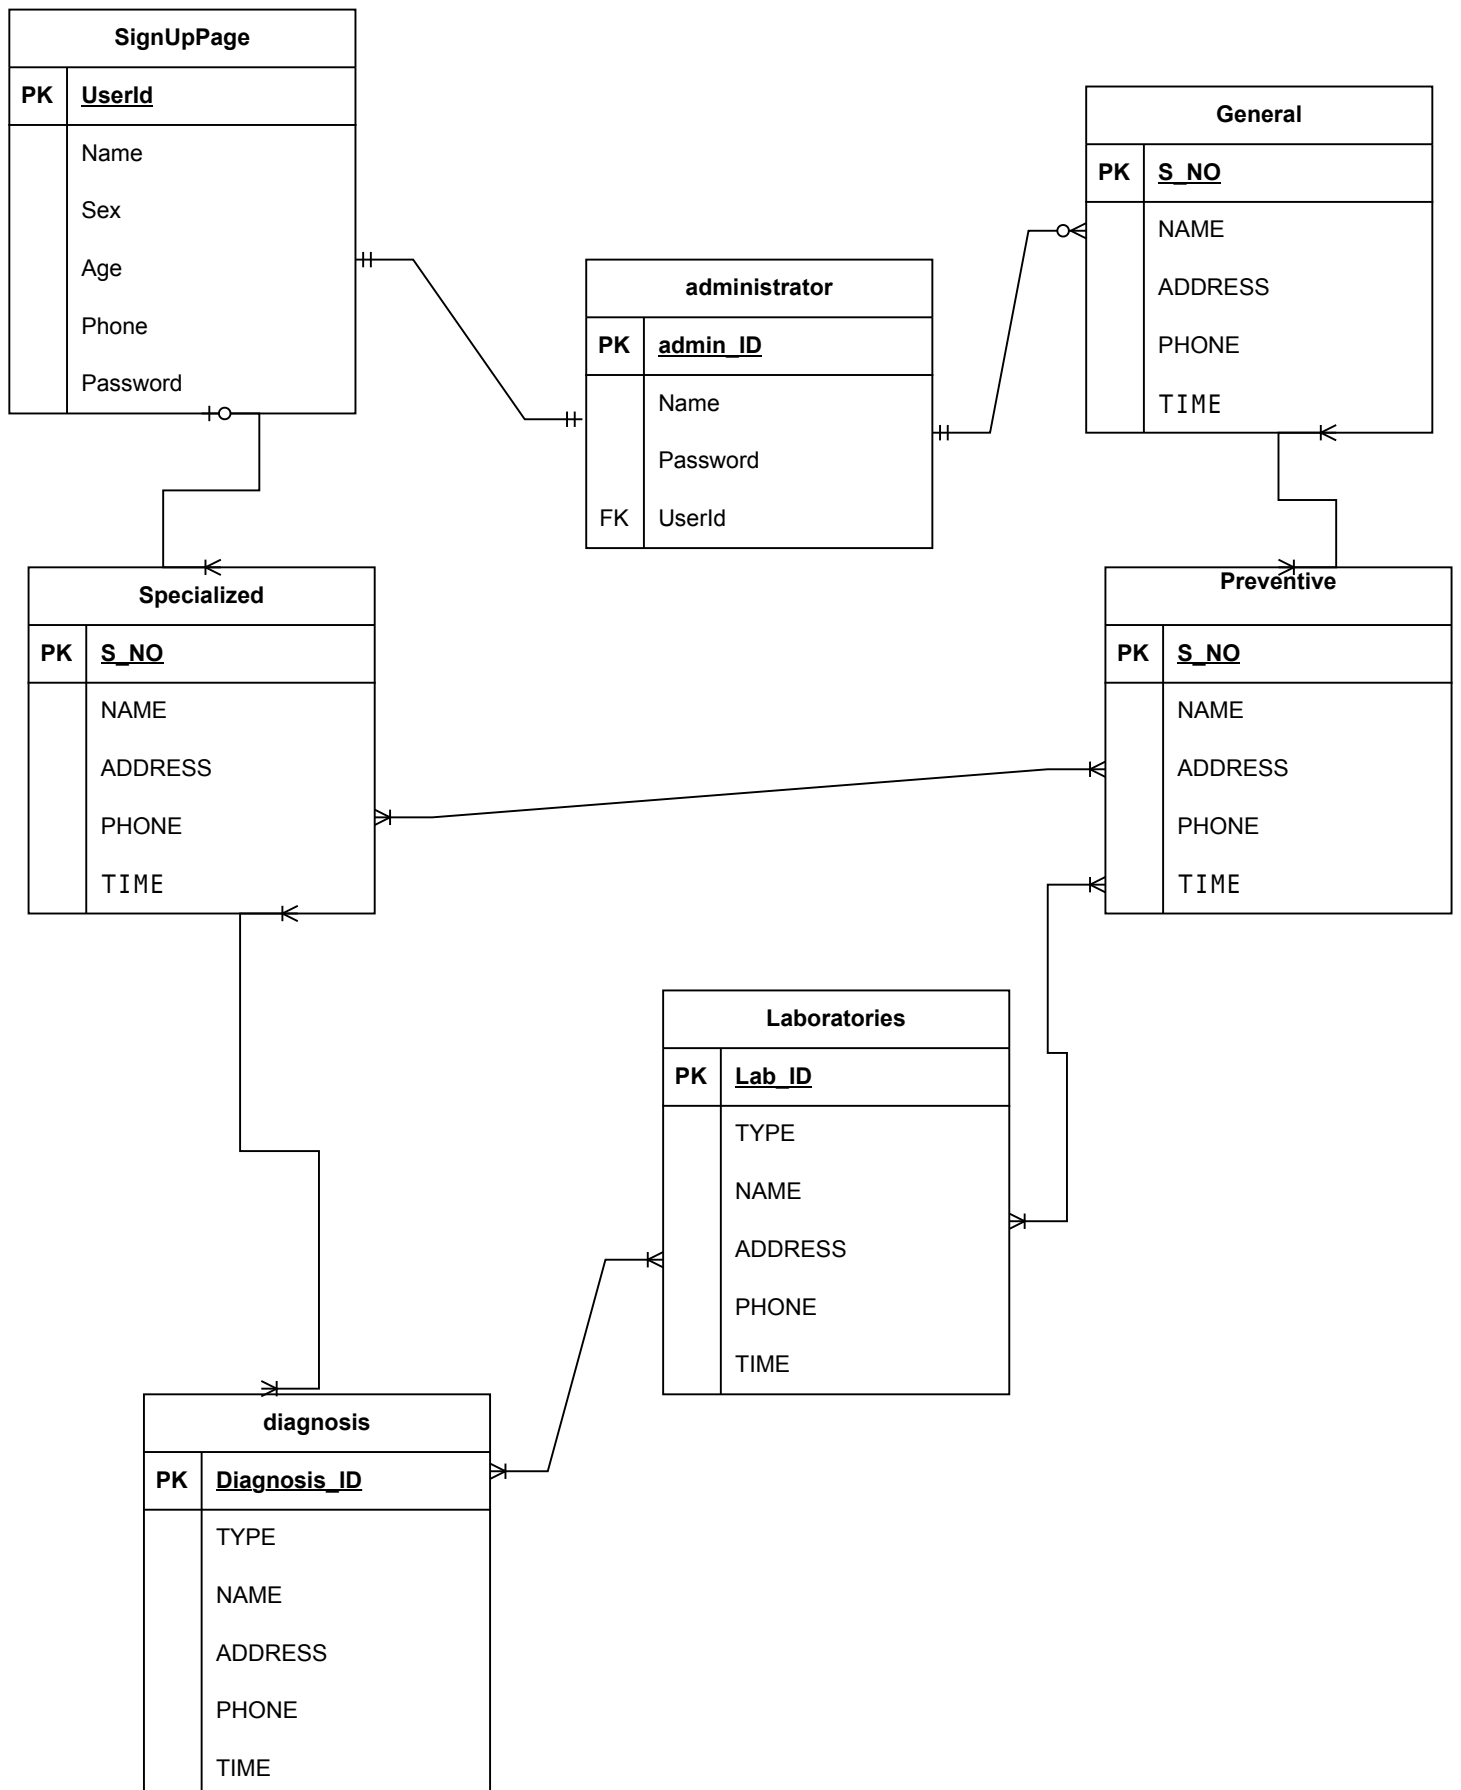 SignUpPage
PK UserId
Name
Sex
Age
Phone
Password
General
PK S_NO
NAME
ADDRESS
PHONE
TIME
administrator
PK admin_ID
Name
Password
FK UserId
Specialized
PK S_NO
NAME
ADDRESS
PHONE
TIME
Preventive
PK S_NO
NAME
ADDRESS
PHONE
TIME
Laboratories
PK Lab_ID
TYPE
NAME
ADDRESS
PHONE
TIME
diagnosis
PK Diagnosis_ID
TYPE
NAME
ADDRESS
PHONE
TIME